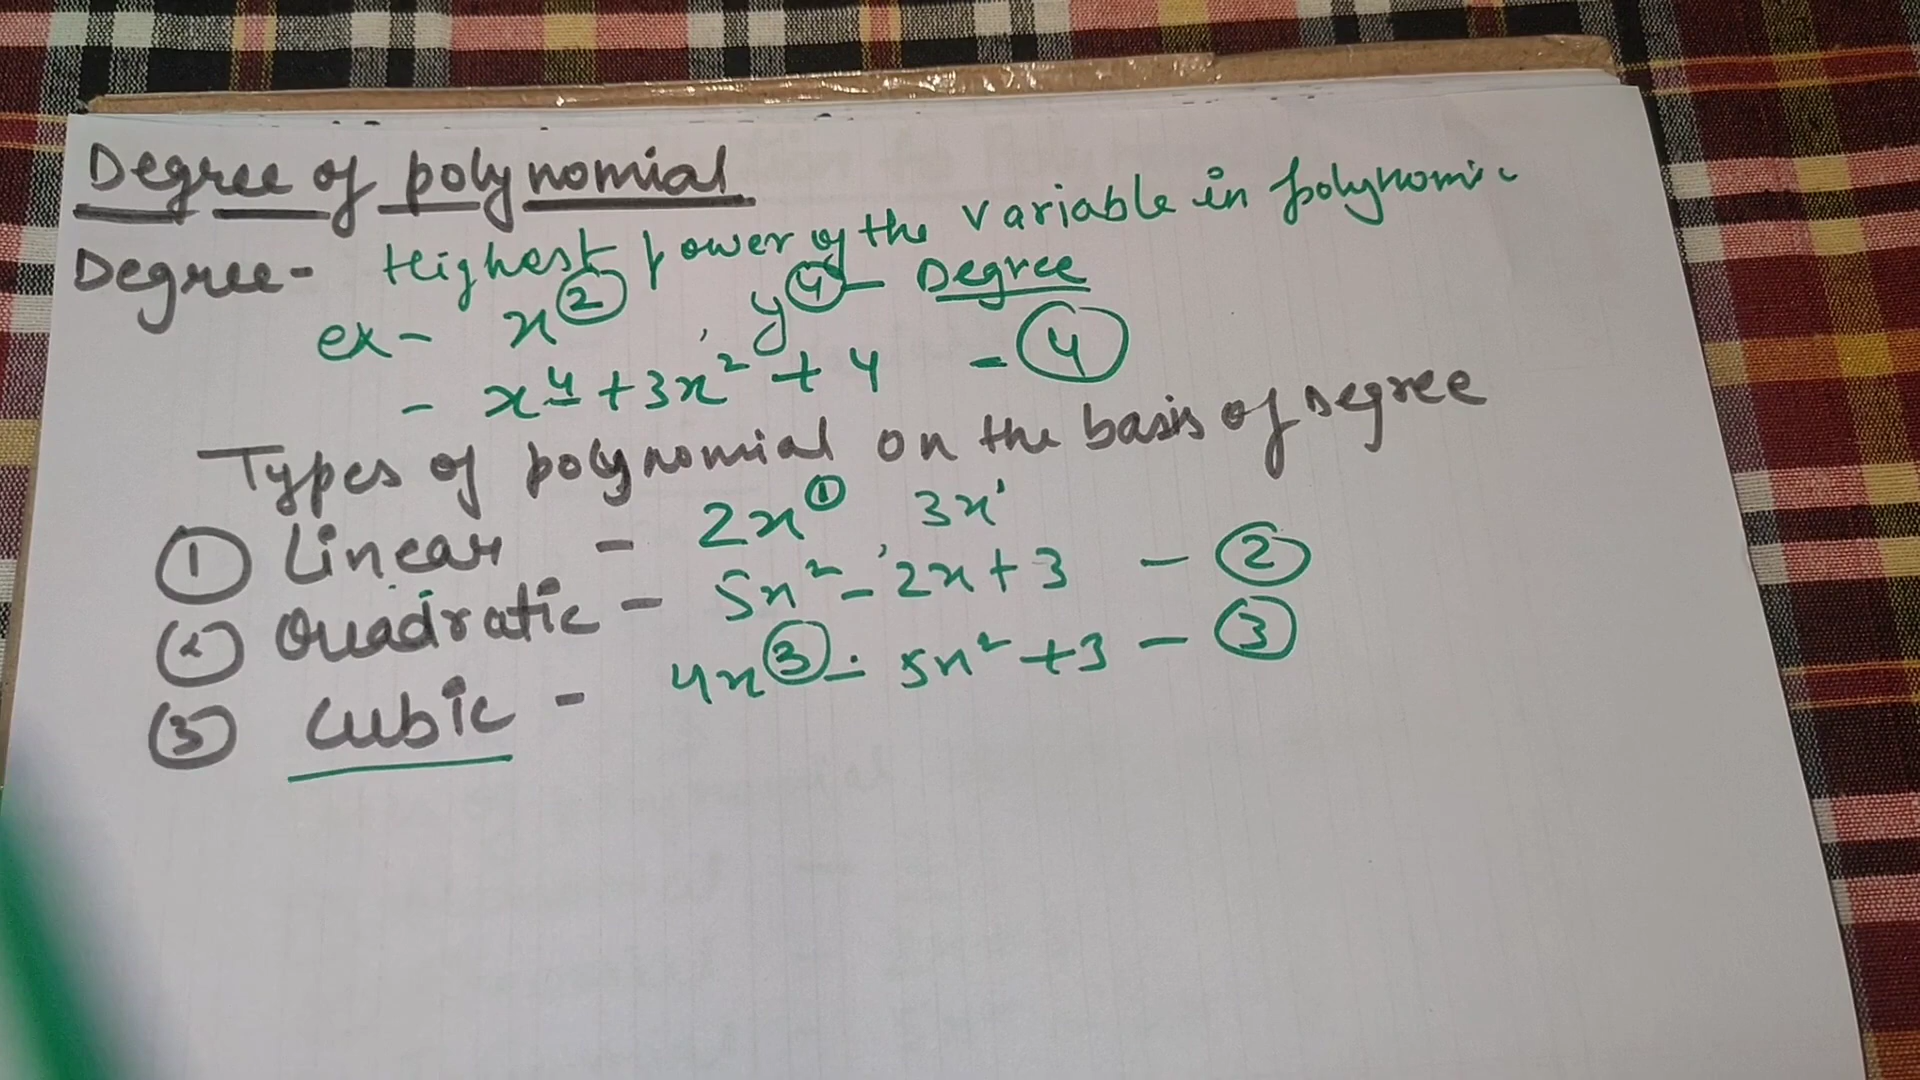 Degree of polynomial
Degree - Highest power of the variable in polynomi
ex - x², y⁴ - Degree
- x⁴ + 3x² + 4 - 4
Types of polynomial on the basis of Degree
① Linear - 2x¹, 3x¹
② Quadratic - 5x² - 2x + 3 - ②
③ Cubic - 4x³ - 5x² + 3 - ③